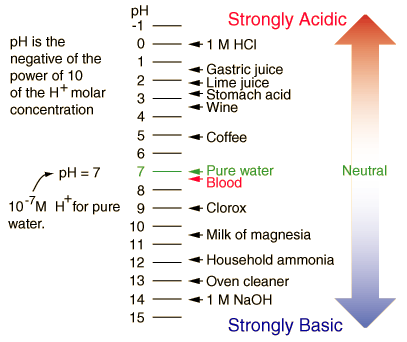 pH is the
negative of the
power of 10
of the H+ molar
concentration
pH = 7
10-7M H+for pure
water.
pH
-1
0
1
2
3
4
5
6
7
8
9
10
11
12
13
14
15
Strongly Acidic
1 M HCl
Gastric juice
Lime juice
Stomach acid
Wine
Coffee
Pure water
Blood
Clorox
Milk of magnesia
Household ammonia
Oven cleaner
1 M NaOH
Strongly Basic
Neutral